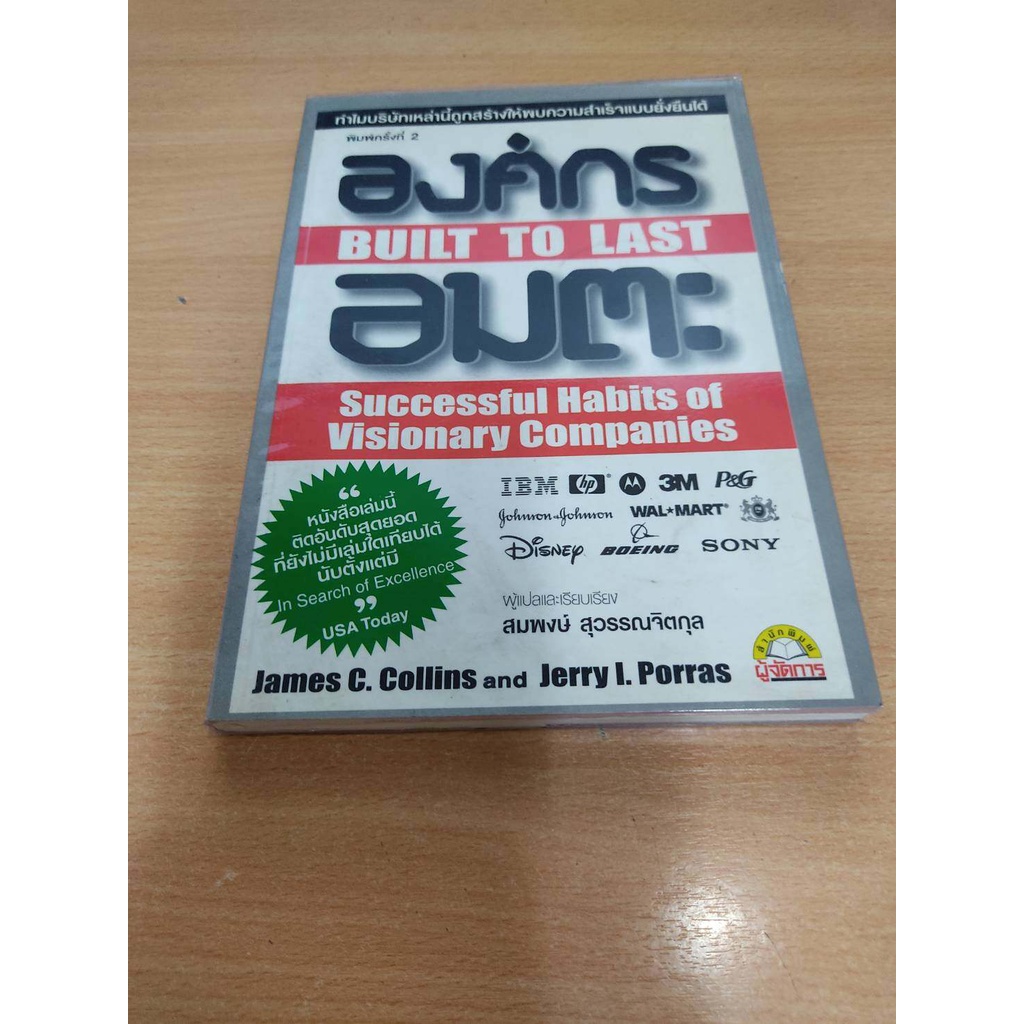 ทำไมบริษัทเหล่านี้ถูกสร้างให้พบความสำเร็จแบบยั่งยืนได้
พิมพ์ครั้งที่ 2
องค์กร
BUILT TO LAST
อมตะ
Successful Habits of
Visionary Companies
“
หนังสือเล่มนี้
ติดอันดับสุดยอด
ที่ยังไม่มีเล่มใดเทียบได้
นับตั้งแต่มี
In Search of Excellence
”
USA Today
IBM hp 3M P&G
Johnson&Johnson WAL★MART
DISNEY BOEING SONY
ผู้แปลและเรียบเรียง
สมพงษ์ สุวรรณจิตกุล
James C. Collins and Jerry I. Porras
สำนักพิมพ์
ผู้จัดการ